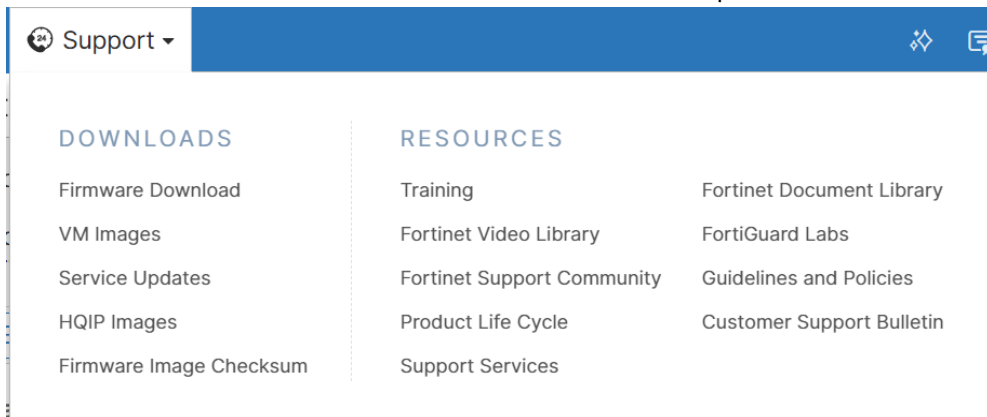 24 Support
DOWNLOADS
Firmware Download
VM Images
Service Updates
HQIP Images
Firmware Image Checksum
RESOURCES
Training
Fortinet Video Library
Fortinet Support Community
Product Life Cycle
Support Services
Fortinet Document Library
FortiGuard Labs
Guidelines and Policies
Customer Support Bulletin